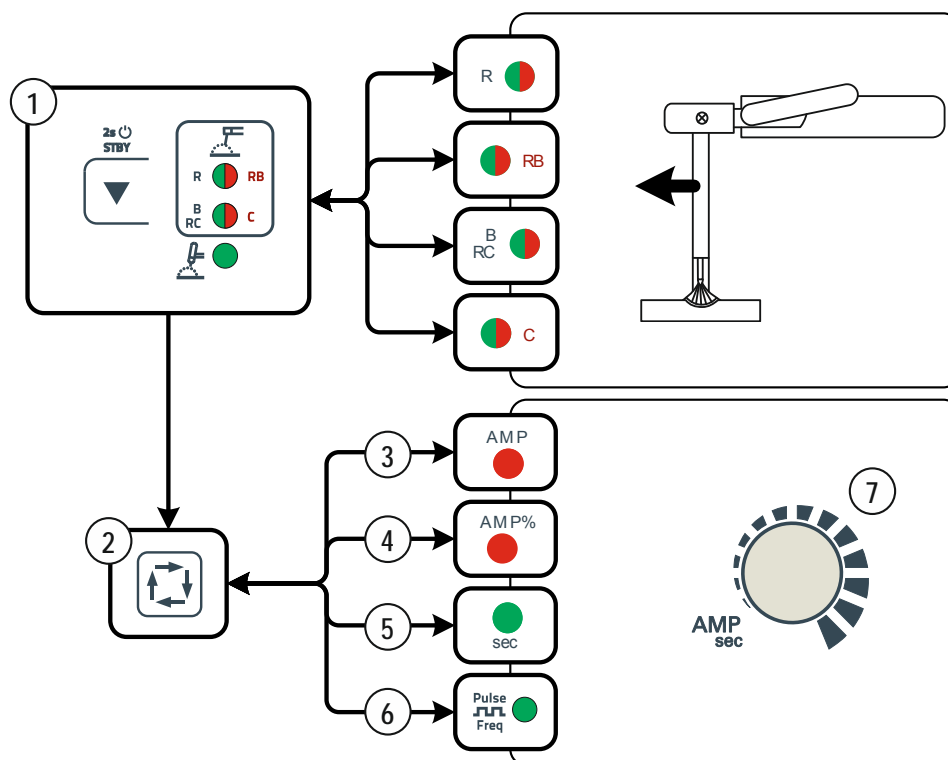 1
2s
STBY
R RB
B
RC C
R
RB
B
RC
C
2
3
AMP
4
AMP%
5
sec
6
Pulse
Freq
7
AMP
sec